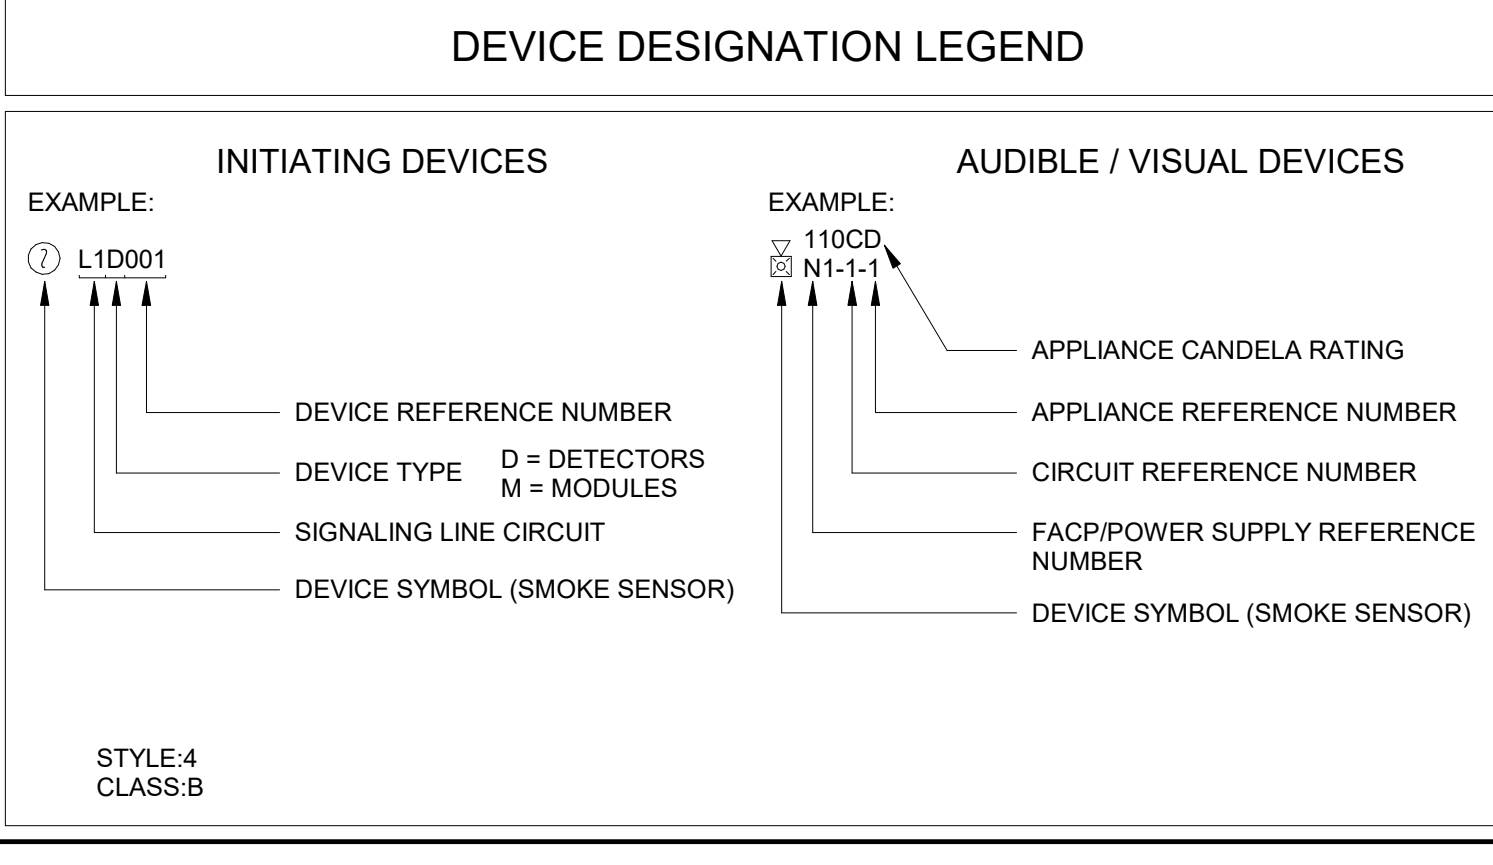 DEVICE DESIGNATION LEGEND
INITIATING DEVICES
EXAMPLE:
L1D001
DEVICE REFERENCE NUMBER
DEVICE TYPE
D = DETECTORS
M = MODULES
SIGNALING LINE CIRCUIT
DEVICE SYMBOL (SMOKE SENSOR)
STYLE:4
CLASS:B
AUDIBLE / VISUAL DEVICES
EXAMPLE:
110CD
N1-1-1
APPLIANCE CANDELA RATING
APPLIANCE REFERENCE NUMBER
CIRCUIT REFERENCE NUMBER
FACP/POWER SUPPLY REFERENCE
NUMBER
DEVICE SYMBOL (SMOKE SENSOR)